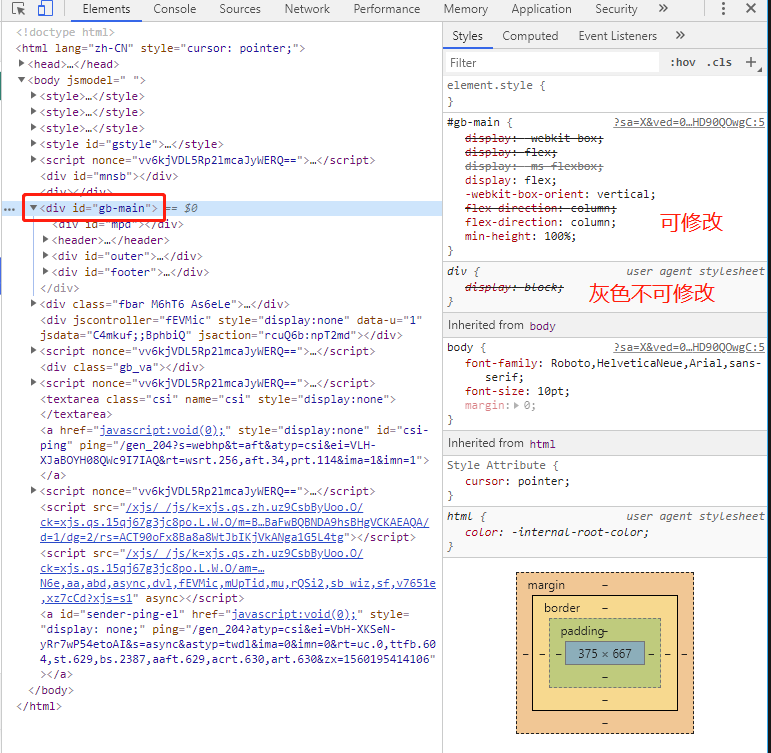 Elements Console Sources Network Performance Memory Application Security »
<!doctype html>
<html lang="zh-CN" style="cursor: pointer;">
<head>…</head>
<body jsmodel=" ">
<style>…</style>
<style>…</style>
<style>…</style>
<style id="gstyle">…</style>
<script nonce="vv6kjVDL5Rp2lmcaJyWERQ==">…</script>
<div id="mnsb"></div>
<div></div>
<div id="gb-main"> == $0
<div id="mpd"></div>
<header>…</header>
<div id="outer">…</div>
<div id="footer">…</div>
</div>
<div class="fbar M6hT6 As6eLe">…</div>
<div jscontroller="fEVMic" style="display:none" data-u="1"
jsdata="C4mkuf;;BphbiQ" jsaction="rcuQ6b:npT2md"></div>
<script nonce="vv6kjVDL5Rp2lmcaJyWERQ==">…</script>
<div class="gb_va"></div>
<script nonce="vv6kjVDL5Rp2lmcaJyWERQ==">…</script>
<textarea class="csi" name="csi" style="display:none">
</textarea>
<a href="javascript:void(0);" style="display:none" id="csi-
ping" ping="/gen_204?s=webhp&t=aft&atyp=csi&ei=VLH-
XJaBOYH08QWc9I7IAQ&rt=wsrt.256,aft.34,prt.114&ima=1&imn=1">
</a>
<script nonce="vv6kjVDL5Rp2lmcaJyWERQ==">…</script>
<script src="/xjs/_/js/k=xjs.qs.zh.uz9CsbByUoo.O/
ck=xjs.qs.15qj67g3jc8po.L.W.O/m=B…BaFwBQBNDA9hsBHgVCKAEAQA/
d=1/dg=2/rs=ACT90oFx8Ba8a8WtJbIKjVkANga1G5L4tg"></script>
<script src="/xjs/_/js/k=xjs.qs.zh.uz9CsbByUoo.O/
ck=xjs.qs.15qj67g3jc8po.L.W.O/am=…
N6e,aa,abd,async,dvl,fEVMic,mUpTid,mu,rQSi2,sb_wiz,sf,v7651e
,xz7cCd?xjs=s1" async></script>
<a id="sender-ping-el" href="javascript:void(0);" style=
"display: none;" ping="/gen_204?atyp=csi&ei=VbH-XKSeN-
yRr7wP54etoAI&s=async&astyp=twdl&ima=0&imn=0&rt=uc.0,ttfb.60
4,st.629,bs.2387,aaft.629,acrt.630,art.630&zx=1560195414106"
></a>
</body>
</html>
Styles Computed Event Listeners »
Filter :hov .cls +
element.style {
}
#gb-main { ?sa=X&ved=0…HD90QOwgC:5
display: -webkit-box;
display: flex;
display: -ms-flexbox;
display: flex;
-webkit-box-orient: vertical;
flex-direction: column;
flex-direction: column;
min-height: 100%;
}
可修改
div { user agent stylesheet
display: block;
}
灰色不可修改
Inherited from body
body { ?sa=X&ved=0…HD90QOwgC:5
font-family: Roboto,HelveticaNeue,Arial,sans-
serif;
font-size: 10pt;
margin: 0;
}
Inherited from html
Style Attribute {
cursor: pointer;
}
html { user agent stylesheet
color: -internal-root-color;
}
margin –
border –
padding –
– – – 375 × 667 – – –
–
–
–